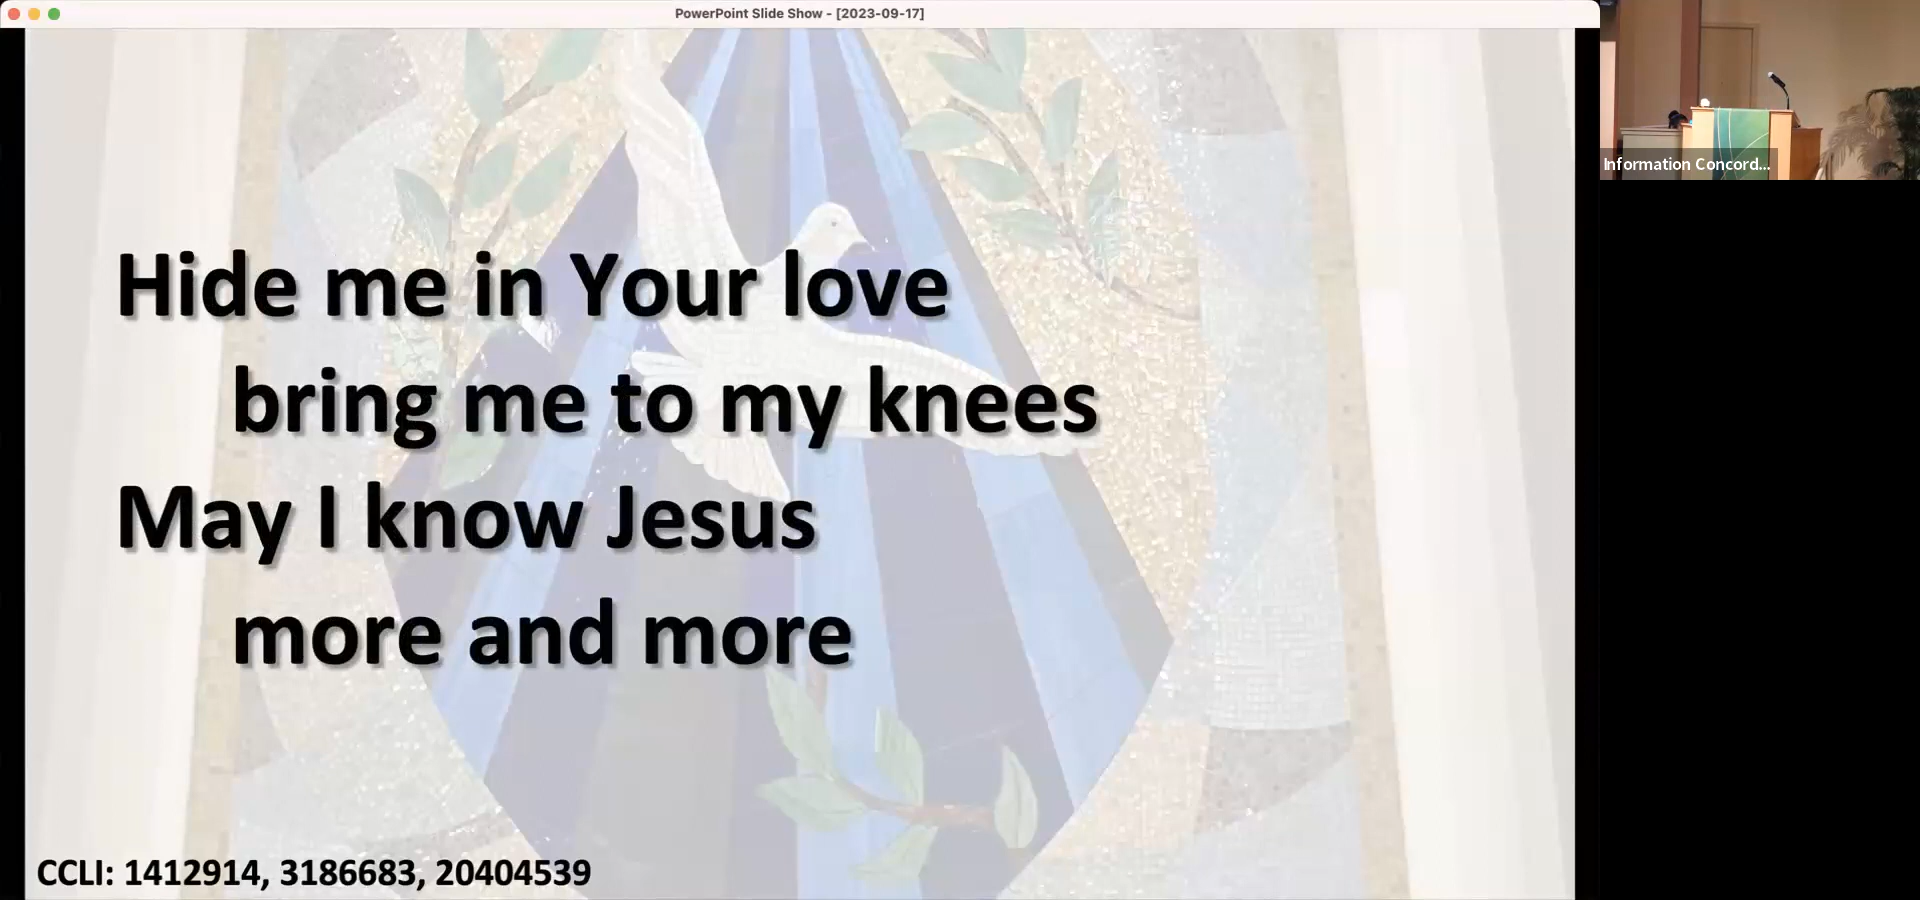 PowerPoint Slide Show - [2023-09-17]
Information Concord...
Hide me in Your love
bring me to my knees
May I know Jesus
more and more
CCLI: 1412914, 3186683, 20404539